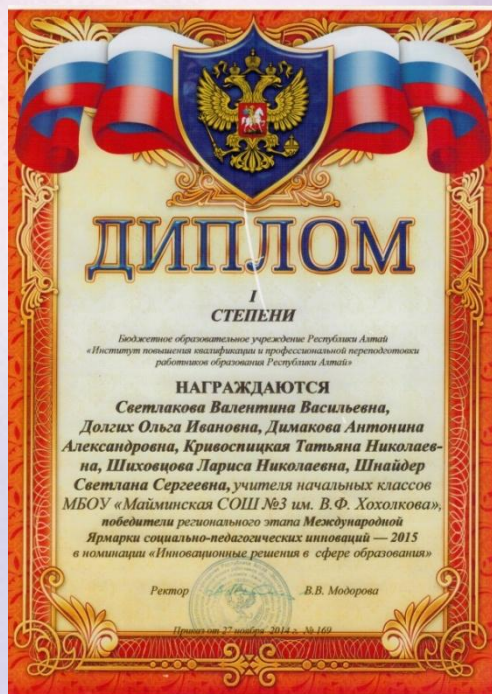 ДИПЛОМ
I
СТЕПЕНИ
Бюджетное образовательное учреждение Республики Алтай
«Институт повышения квалификации и профессиональной переподготовки
работников образования Республики Алтай»
НАГРАЖДАЮТСЯ
Светлакова Валентина Васильевна,
Долгих Ольга Ивановна, Димакова Антонина
Александровна, Кривоспицкая Татьяна Николаев-
на, Шиховцова Лариса Николаевна, Шнайдер
Светлана Сергеевна, учителя начальных классов
МБОУ «Майминская СОШ №3 им. В.Ф. Хохолкова»,
победители регионального этапа Международной
Ярмарки социально-педагогических инноваций — 2015
в номинации «Инновационные решения в сфере образования»
Ректор В.В. Модорова
Приказ от 27 ноября 2014 г. № 169